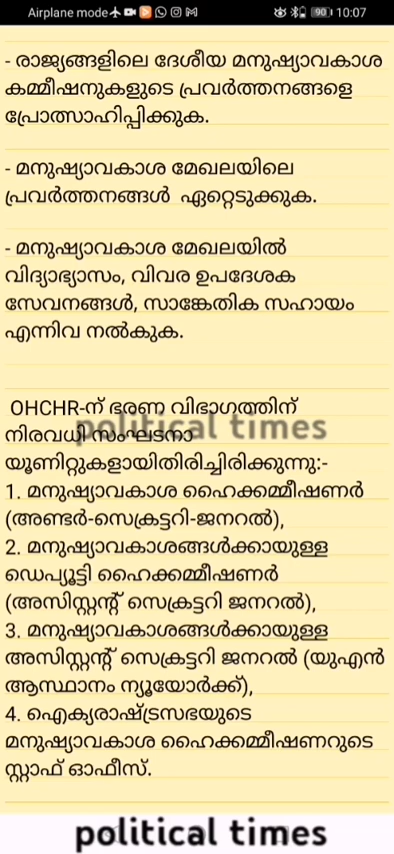 Airplane mode 90 10:07
- രാജ്യങ്ങളിലെ ദേശീയ മനുഷ്യാവകാശ
കമ്മീഷനുകളുടെ പ്രവർത്തനങ്ങളെ
പ്രോത്സാഹിപ്പിക്കുക.
- മനുഷ്യാവകാശ മേഖലയിലെ
പ്രവർത്തനങ്ങൾ ഏറ്റെടുക്കുക.
- മനുഷ്യാവകാശ മേഖലയിൽ
വിദ്യാഭ്യാസം, വിവര ഉപദേശക
സേവനങ്ങൾ, സാങ്കേതിക സഹായം
എന്നിവ നൽകുക.
OHCHR-ന് ഭരണ വിഭാഗത്തിന്
political times
നിരവധി സംഘടനാ
യൂണിറ്റുകളായിതിരിച്ചിരിക്കുന്നു:-
1. മനുഷ്യാവകാശ ഹൈക്കമ്മീഷണർ
(അണ്ടർ-സെക്രട്ടറി-ജനറൽ),
2. മനുഷ്യാവകാശങ്ങൾക്കായുള്ള
ഡെപ്യൂട്ടി ഹൈക്കമ്മീഷണർ
(അസിസ്റ്റന്റ് സെക്രട്ടറി ജനറൽ),
3. മനുഷ്യാവകാശങ്ങൾക്കായുള്ള
അസിസ്റ്റന്റ് സെക്രട്ടറി ജനറൽ (യുഎൻ
ആസ്ഥാനം ന്യൂയോർക്ക്),
4. ഐക്യരാഷ്ട്രസഭയുടെ
മനുഷ്യാവകാശ ഹൈക്കമ്മീഷണറുടെ
സ്റ്റാഫ് ഓഫീസ്.
political times